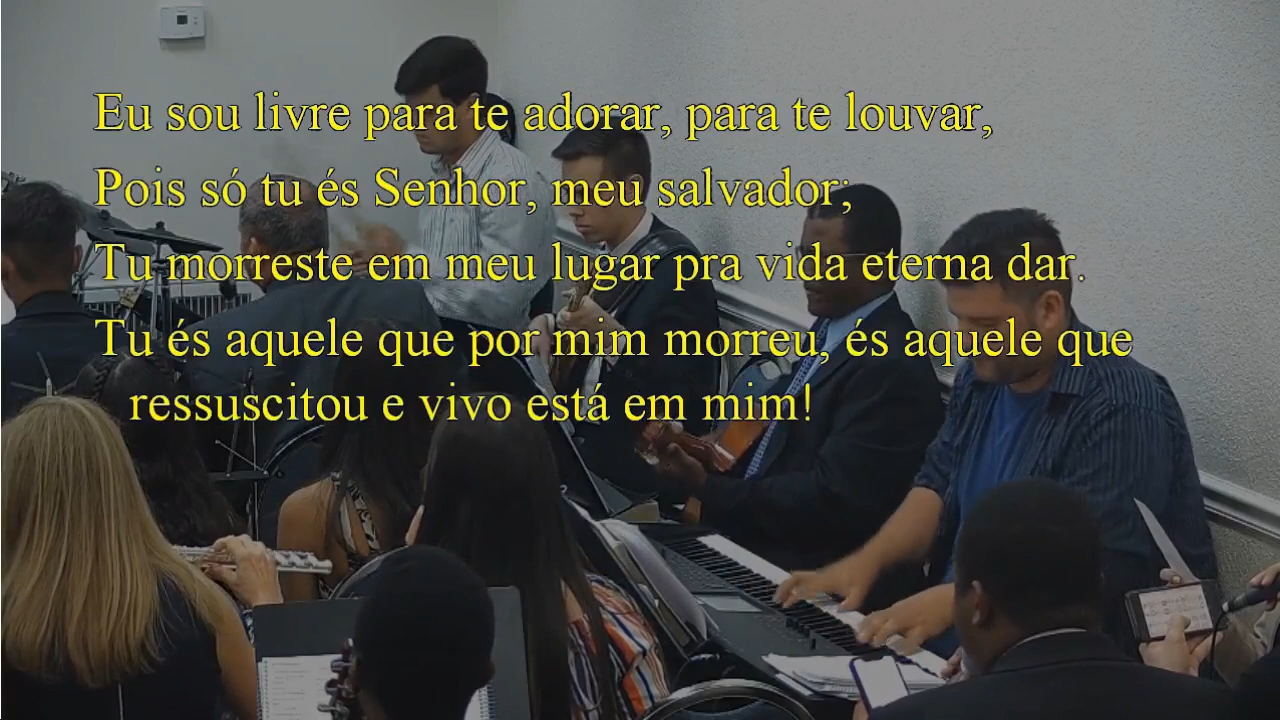 Eu sou livre para te adorar, para te louvar,
Pois só tu és Senhor, meu salvador;
Tu morreste em meu lugar pra vida eterna dar.
Tu és aquele que por mim morreu, és aquele que
ressuscitou e vivo está em mim!